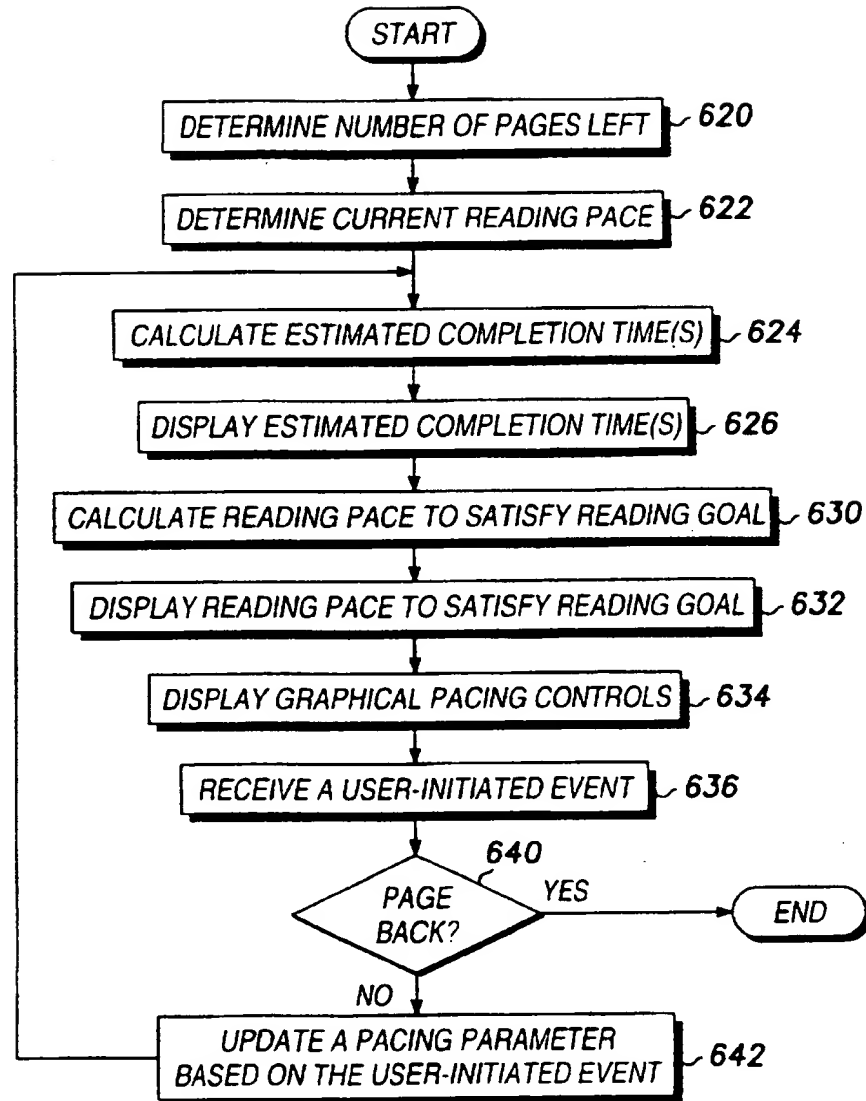 START
DETERMINE NUMBER OF PAGES LEFT 620
DETERMINE CURRENT READING PACE 622
CALCULATE ESTIMATED COMPLETION TIME(S) 624
DISPLAY ESTIMATED COMPLETION TIME(S) 626
CALCULATE READING PACE TO SATISFY READING GOAL 630
DISPLAY READING PACE TO SATISFY READING GOAL 632
DISPLAY GRAPHICAL PACING CONTROLS 634
RECEIVE A USER-INITIATED EVENT 636
640
PAGE
BACK?
YES
END
NO
UPDATE A PACING PARAMETER
BASED ON THE USER-INITIATED EVENT 642